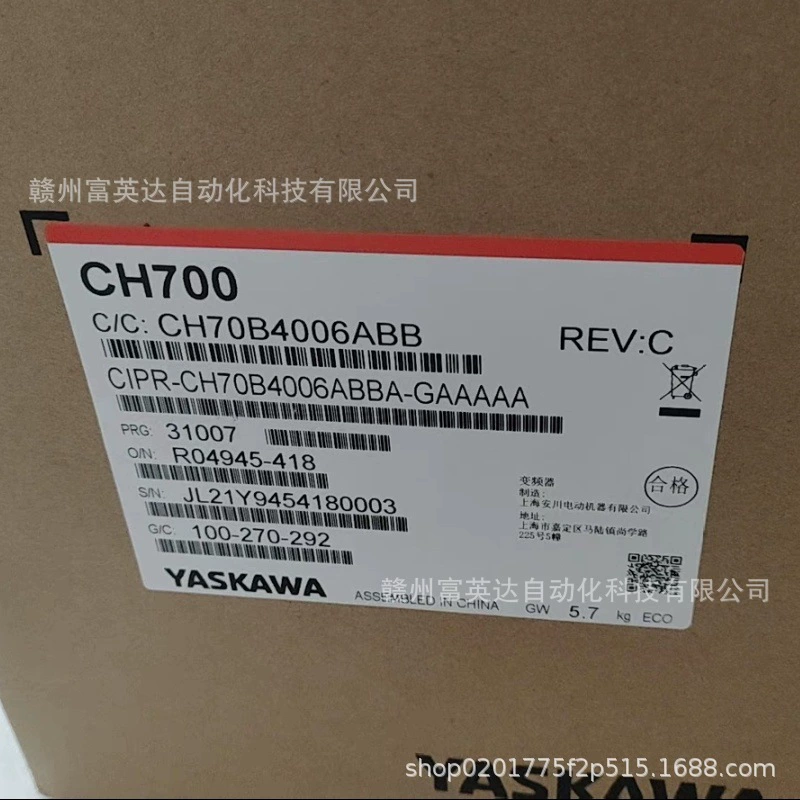 赣州富英达自动化科技有限公司
CH700
C/C: CH70B4006ABB
REV:C
CIPR-CH70B4006ABBA-GAAAAA
PRG: 31007
O/N: R04945-418
S/N: JL21Y9454180003
G/C: 100-270-292
变频器
制造:
上海安川电动机器有限公司
地址:
上海市嘉定区马陆镇尚学路
225号5幢
合格
YASKAWA
赣州富英达自动化科技有限公司
ASSEMBLED IN CHINA GW 5.7 kg ECO
YASKAWA
shop0201775f2p515.1688.com